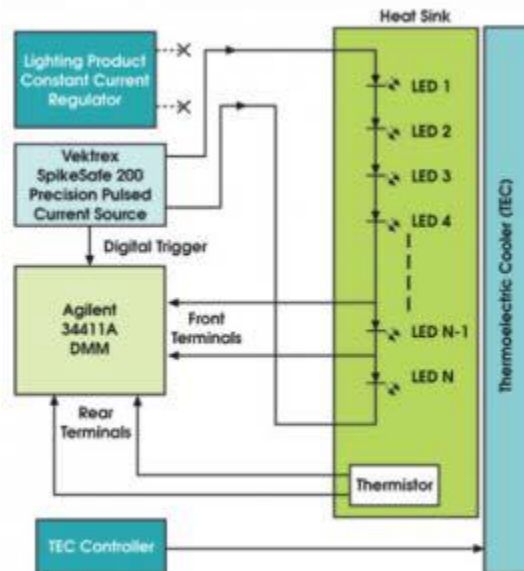 Heat Sink
Lighting Product
Constant Current
Regulator
LED 1
LED 2
Vektrex
SpikeSafe 200
Precision Pulsed
Current Source
LED 3
LED 4
Digital Trigger
Agilent
34411A
DMM
Front
Terminals
LED N-1
LED N
Rear
Terminals
Thermistor
TEC Controller
Thermoelectric Cooler (TEC)